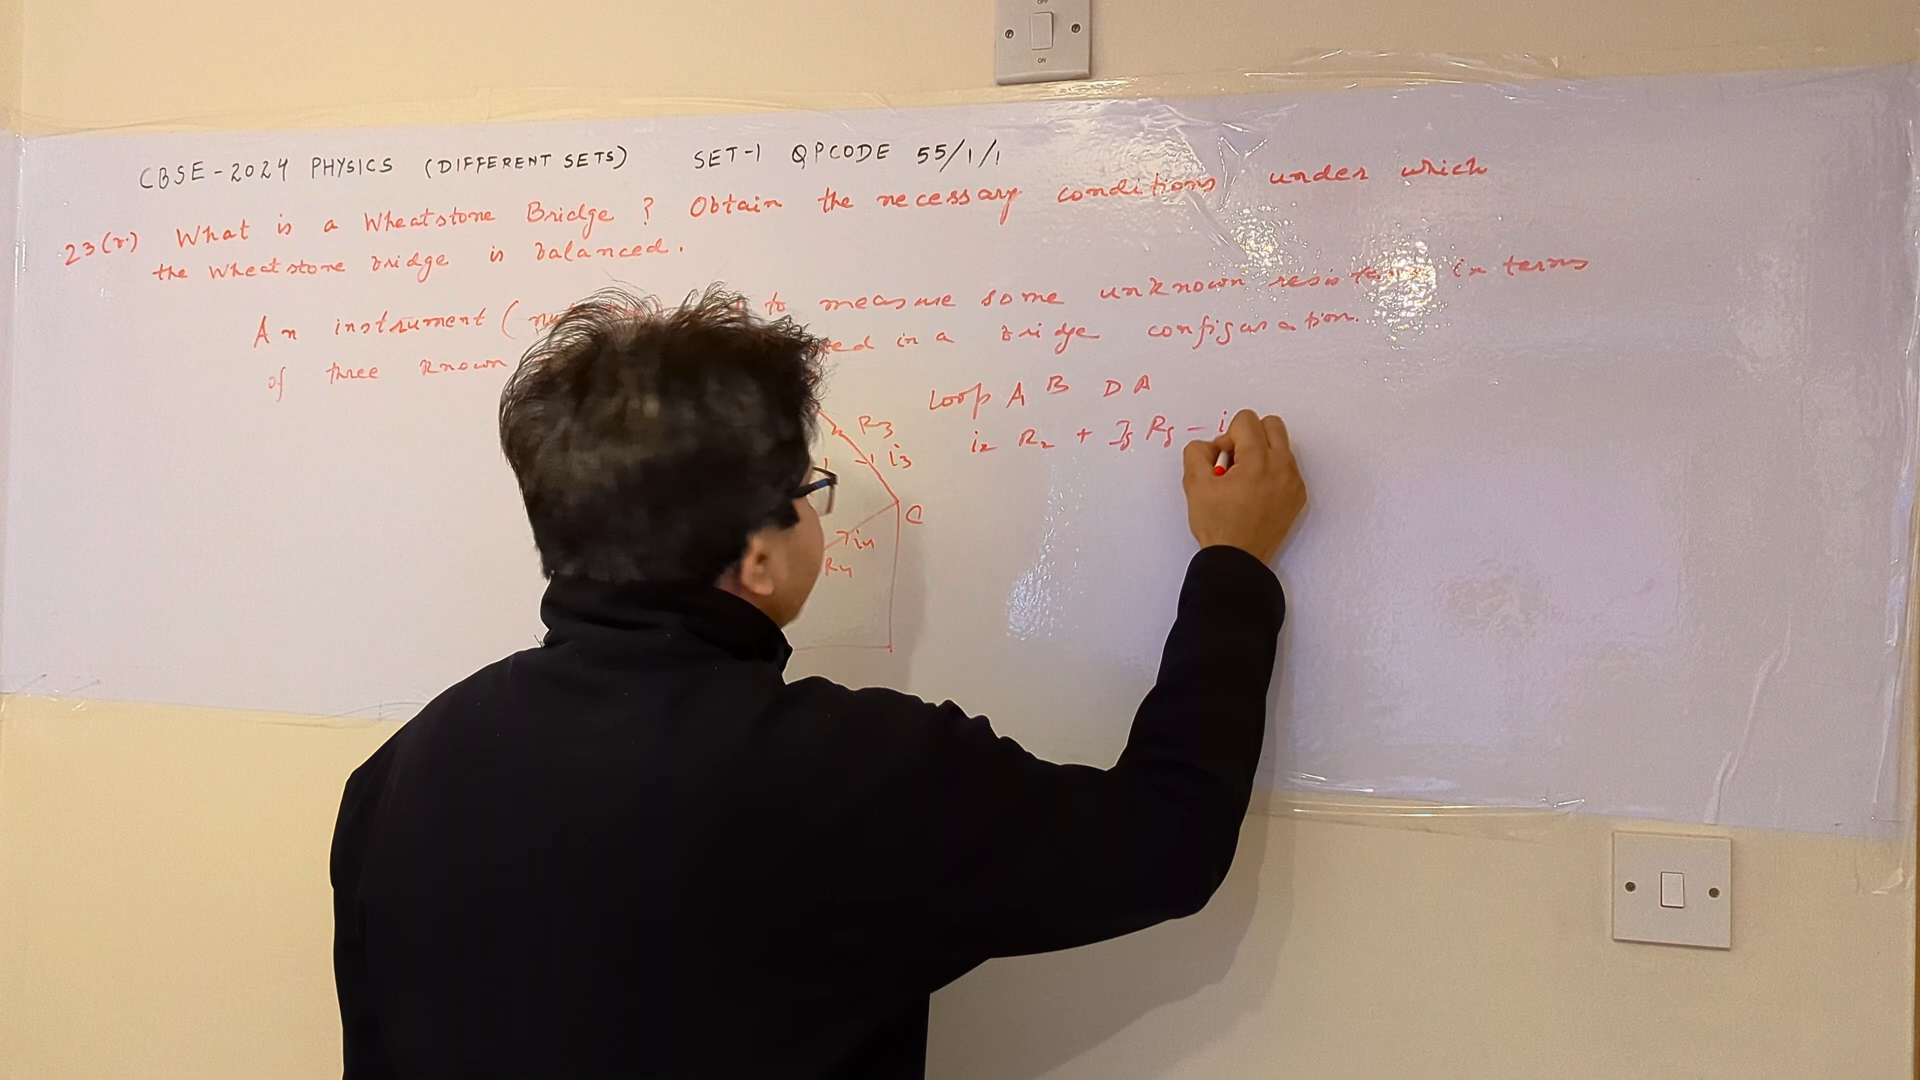 OFF
ON
CBSE-2024 PHYSICS (DIFFERENT SETS) SET-1 QPCODE 55/1/1
23(r.) What is a Wheatstone Bridge? Obtain the necessary conditions under which
the Wheatstone bridge is balanced.
An instrument ( to measure some unknown in terms
of three known in a bridge configuration.
Loop A B D A
R3
i2 R2 + Ig Rg - i
i3
C
i4
R4